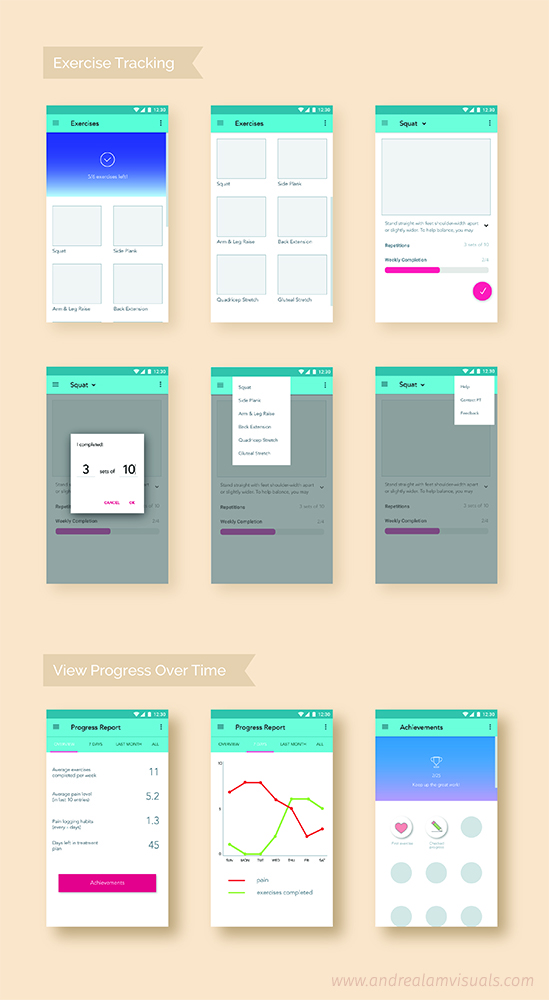 Exercise Tracking
12:30
Exercises
5/8 exercises left!
Squat
Side Plank
Arm & Leg Raise
Back Extension
12:30
Exercises
Squat
Side Plank
Arm & Leg Raise
Back Extension
Quadricep Stretch
Gluteal Stretch
12:30
Squat
Stand straight with feet shoulder-width apart
or slightly wider. To help balance, you may
Repetitions
3 sets of 10
Weekly Completion
2/4
12:30
Squat
I completed:
3 sets of 10
CANCEL OK
Stand straight with feet shoulder-width apart
or slightly wider. To help balance, you may
Repetitions
3 sets of 10
Weekly Completion
2/4
12:30
Squat
Side Plank
Arm & Leg Raise
Back Extension
Quadricep Stretch
Gluteal Stretch
Stand straight with feet shoulder-width apart
or slightly wider. To help balance, you may
Repetitions
3 sets of 10
Weekly Completion
2/4
12:30
Squat
Help
Contact PT
Feedback
Stand straight with feet shoulder-width apart
or slightly wider. To help balance, you may
Repetitions
3 sets of 10
Weekly Completion
2/4
View Progress Over Time
12:30
Progress Report
OVERVIEW 7 DAYS LAST MONTH ALL
Average exercises
completed per week
11
Average pain level
(in last 10 entries)
5.2
Pain logging habits
(every - days)
1.3
Days left in treatment
plan
45
Achievements
12:30
Progress Report
OVERVIEW 7 DAYS LAST MONTH ALL
10
5
0
SUN MON TUE WED THU FRI SAT
pain
exercises completed
12:30
Achievements
2/25
Keep up the great work!
First exercise
www.andrealamvisuals.com